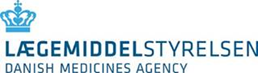 LÆGEMIDDELSTYRELSEN
DANISH MEDICINES AGENCY